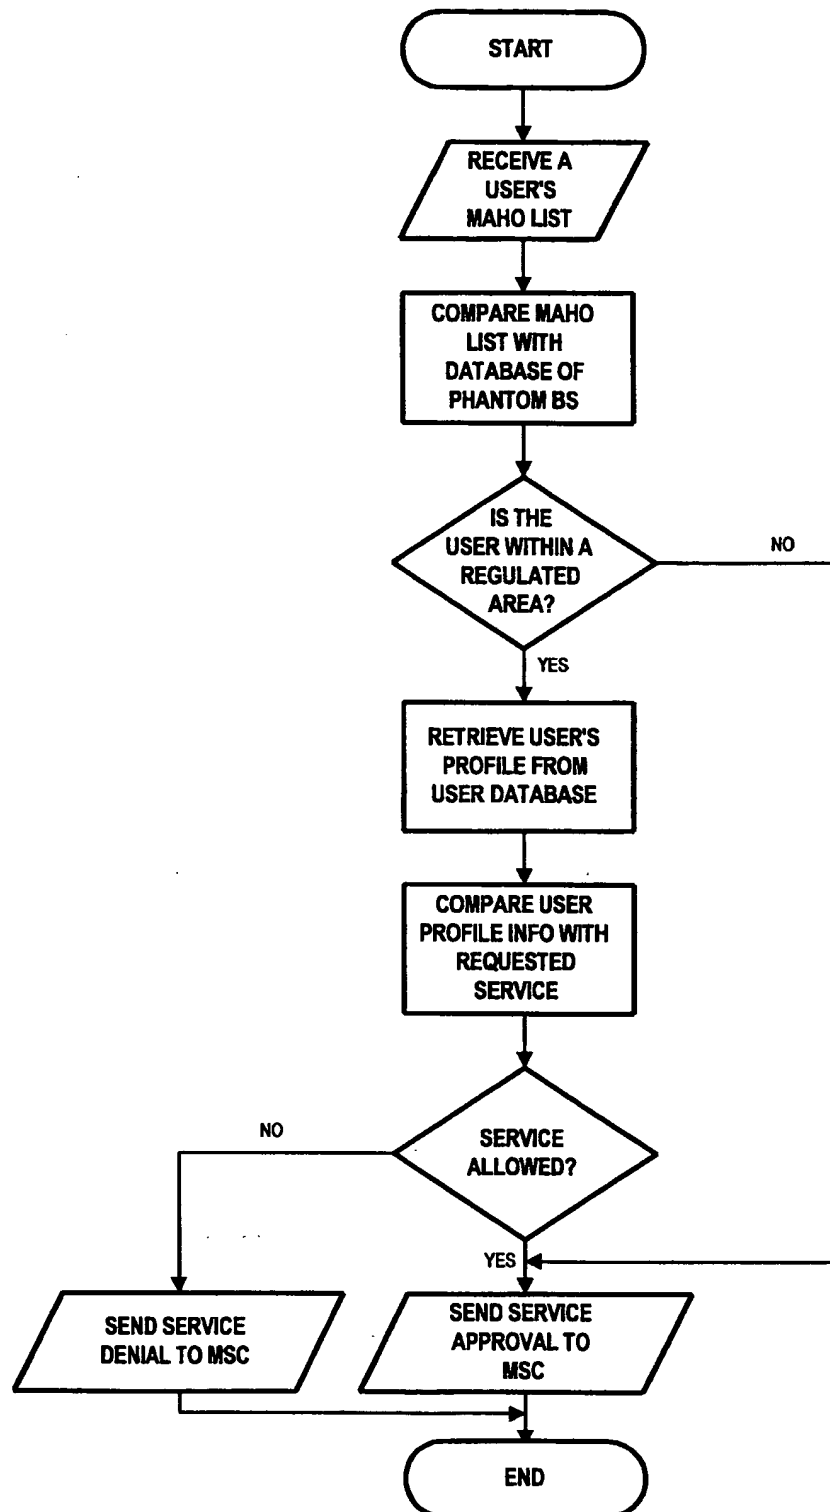 START
RECEIVE A
USER'S
MAHO LIST
COMPARE MAHO
LIST WITH
DATABASE OF
PHANTOM BS
IS THE
USER WITHIN A
REGULATED
AREA?
NO
YES
RETRIEVE USER'S
PROFILE FROM
USER DATABASE
COMPARE USER
PROFILE INFO WITH
REQUESTED
SERVICE
SERVICE
ALLOWED?
NO
YES
SEND SERVICE
DENIAL TO MSC
SEND SERVICE
APPROVAL TO
MSC
END